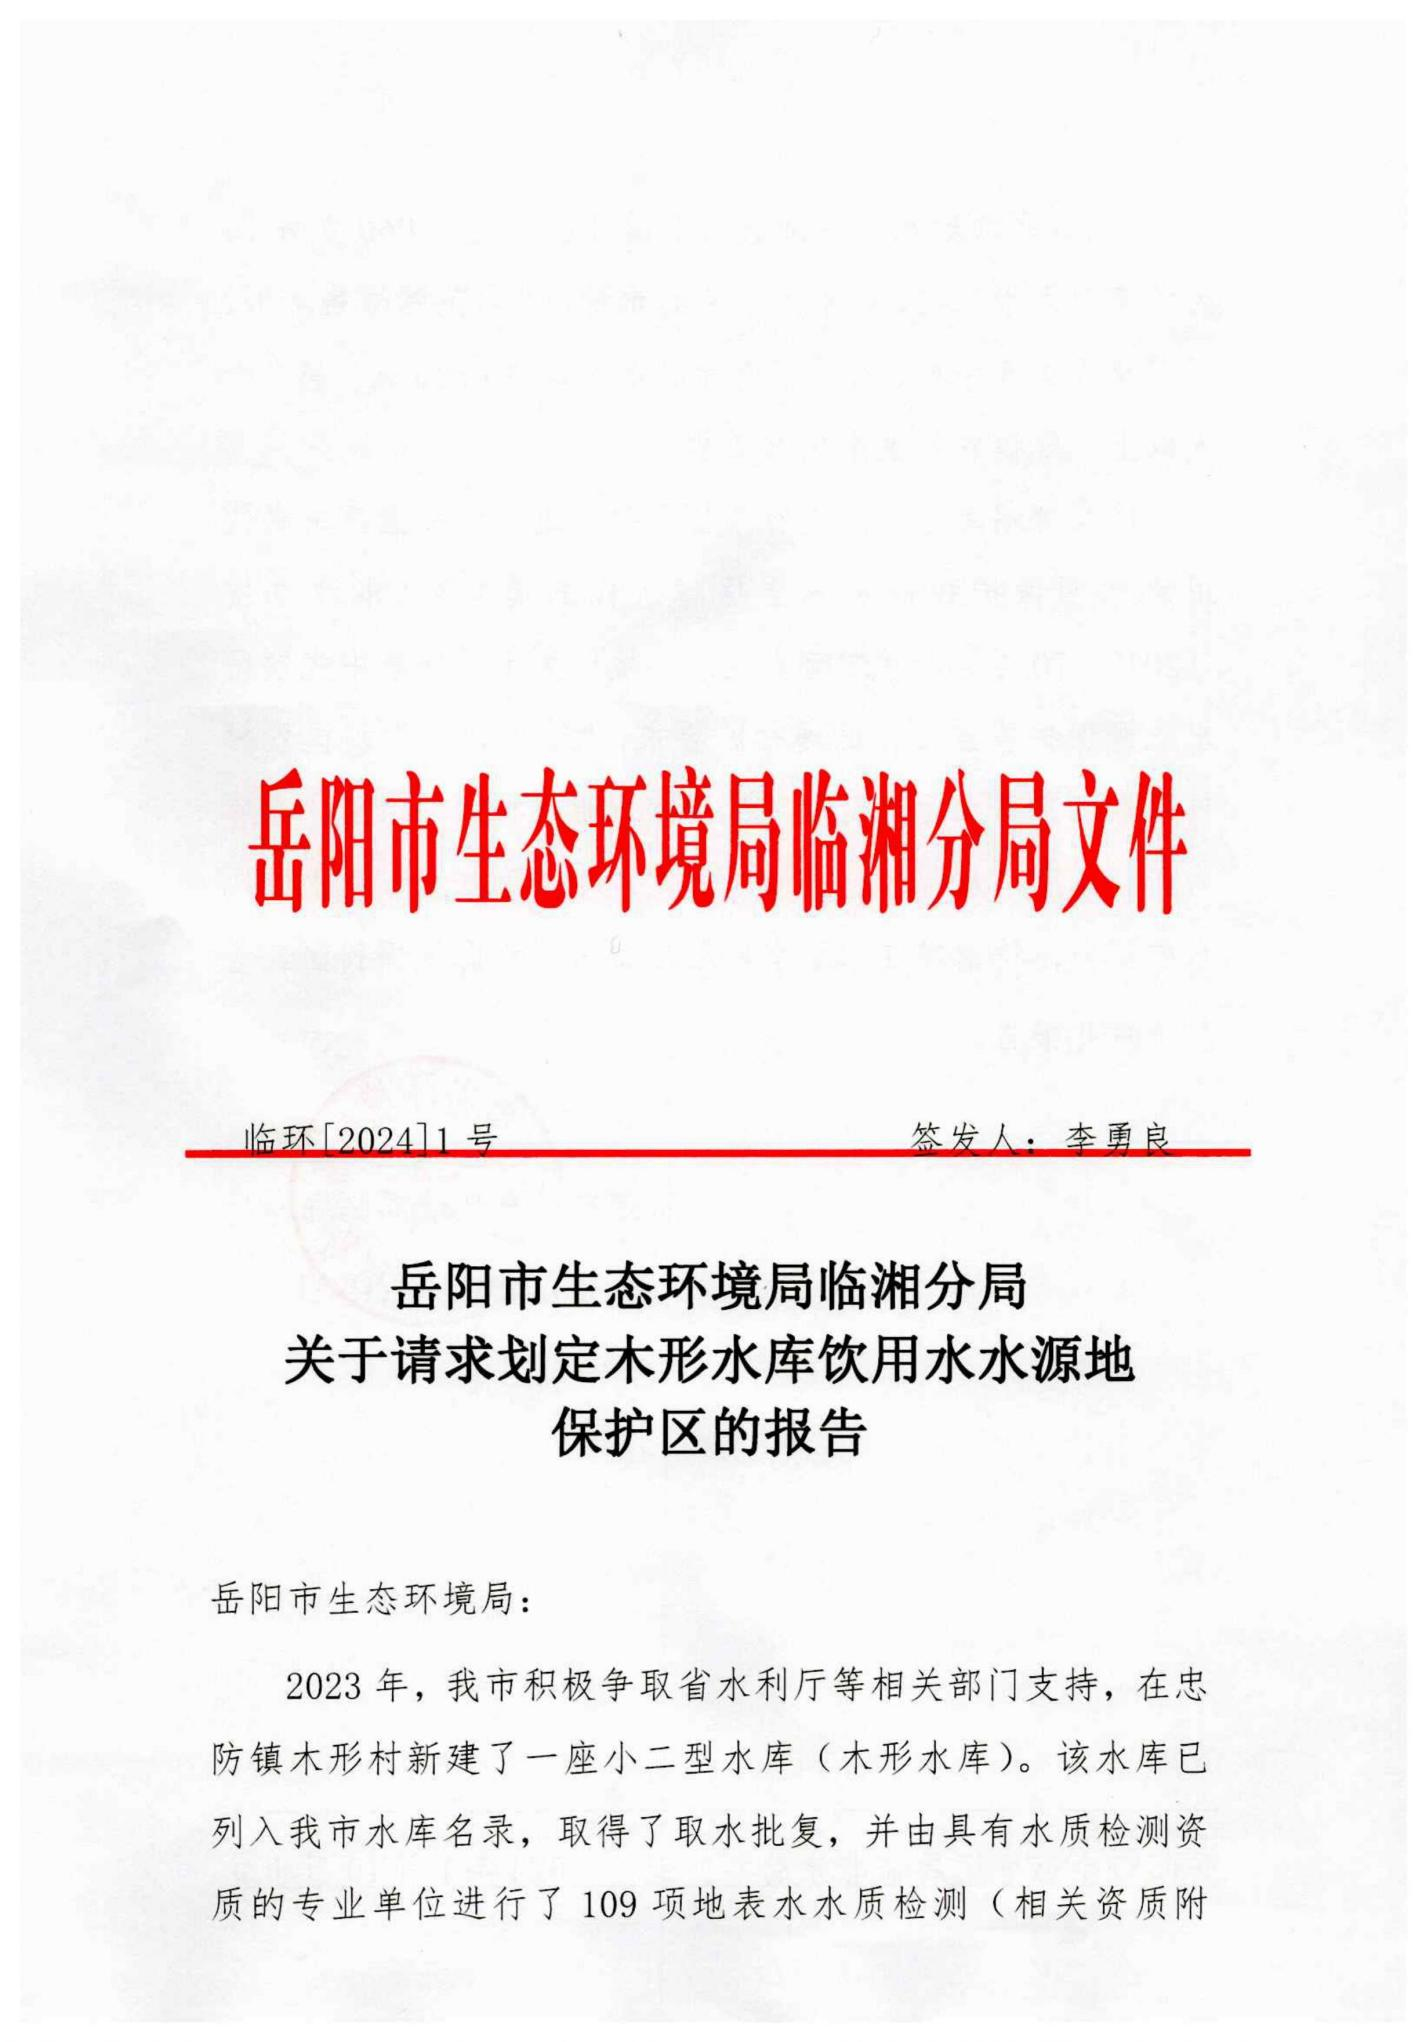 岳阳市生态环境局临湘分局文件
临环[2024]1号 签发人：李勇良
岳阳市生态环境局临湘分局
关于请求划定木形水库饮用水水源地
保护区的报告
岳阳市生态环境局：
2023年，我市积极争取省水利厅等相关部门支持，在忠
防镇木形村新建了一座小二型水库（木形水库）。该水库已
列入我市水库名录，取得了取水批复，并由具有水质检测资
质的专业单位进行了109项地表水水质检测（相关资质附